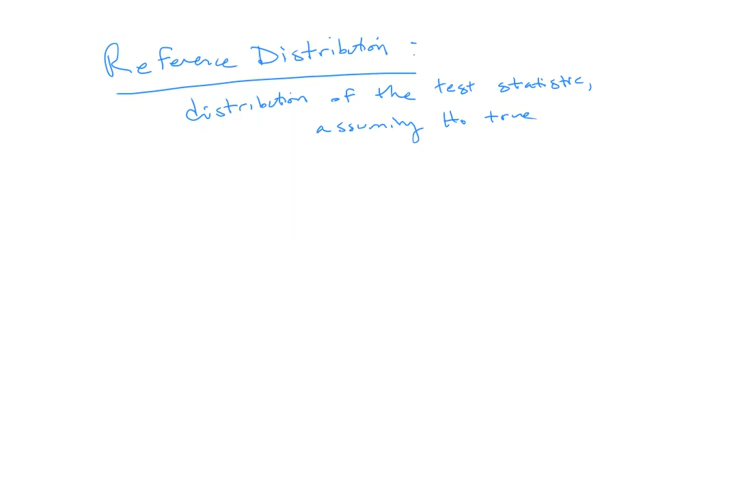 Reference Distribution :
distribution of the test statistic,
assuming H₀ true